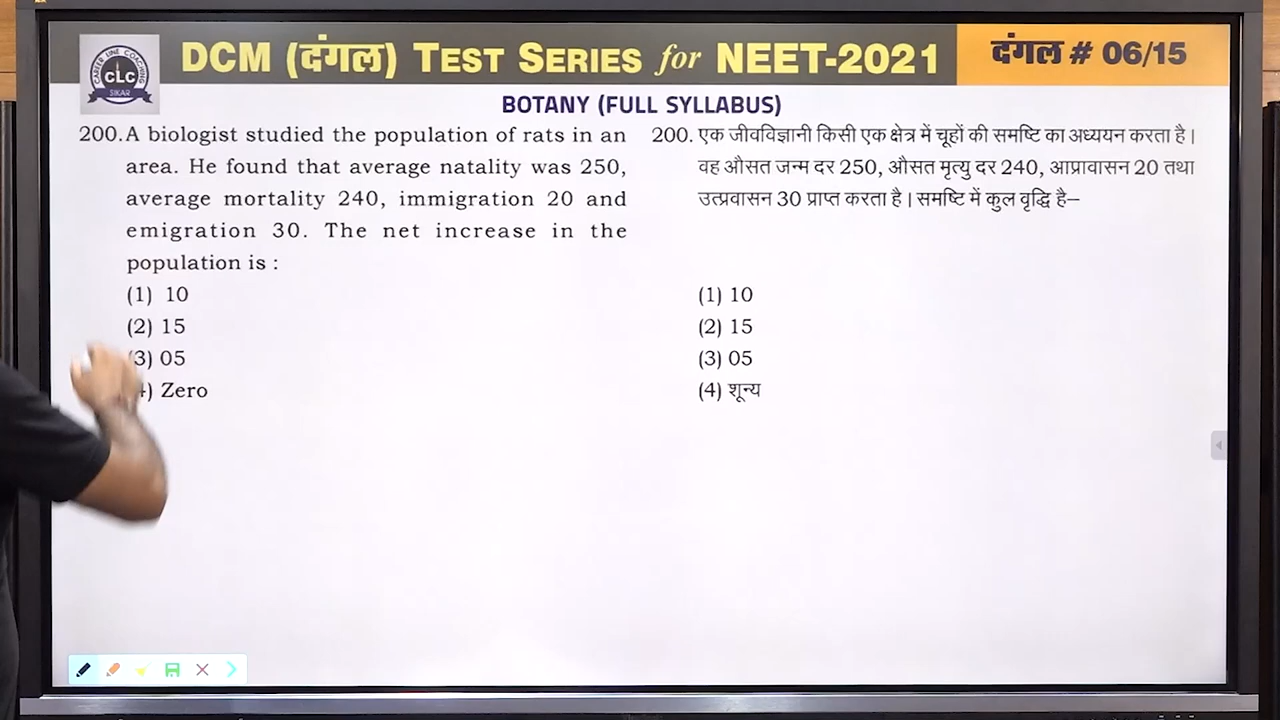 CAREER LINE COACHING
CLC
SIKAR
DCM (दंगल) TEST SERIES for NEET-2021
दंगल # 06/15
BOTANY (FULL SYLLABUS)
200. A biologist studied the population of rats in an
area. He found that average natality was 250,
average mortality 240, immigration 20 and
emigration 30. The net increase in the
population is :
(1) 10
(2) 15
(3) 05
4) Zero
200. एक जीवविज्ञानी किसी एक क्षेत्र में चूहों की समष्टि का अध्ययन करता है।
वह औसत जन्म दर 250, औसत मृत्यु दर 240, आप्रावासन 20 तथा
उत्प्रवासन 30 प्राप्त करता है। समष्टि में कुल वृद्धि है–
(1) 10
(2) 15
(3) 05
(4) शून्य